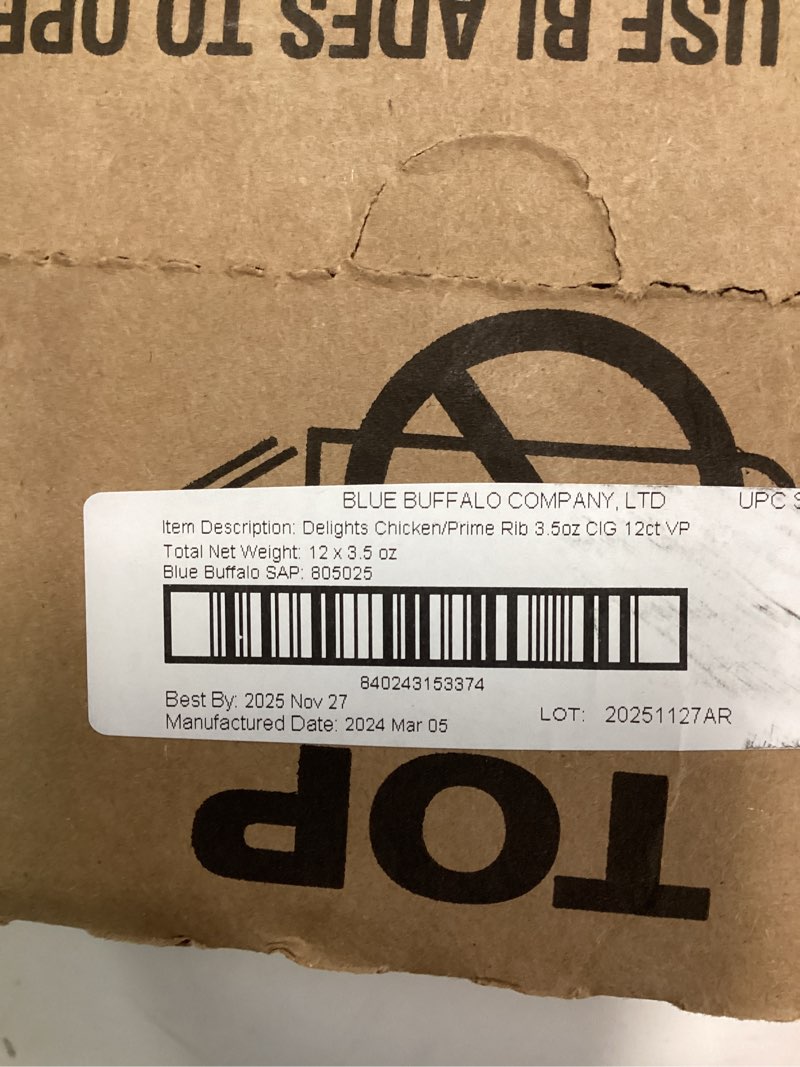 USE BLADES TO
BLUE BUFFALO COMPANY, LTD UPC
Item Description: Delights Chicken/Prime Rib 3.5oz CIG 12ct VP
Total Net Weight: 12 x 3.5 oz
Blue Buffalo SAP: 805025
840243153374
Best By: 2025 Nov 27
Manufactured Date: 2024 Mar 05
LOT: 20251127AR
TOP